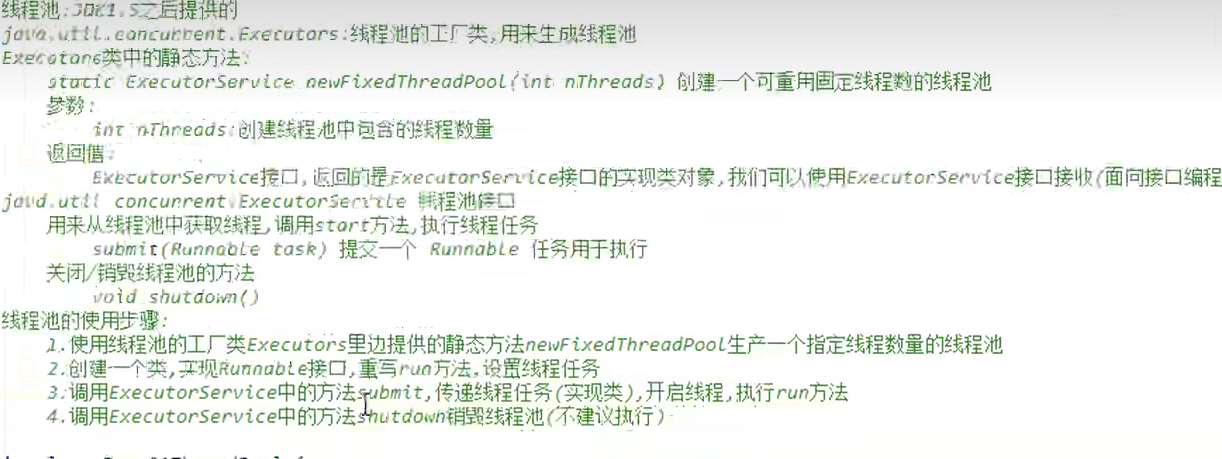 线程池:JDK1.5之后提供的
java.util.concurrent.Executors:线程池的工厂类,用来生成线程池
Executors类中的静态方法:
static ExecutorService newFixedThreadPool(int nThreads) 创建一个可重用固定线程数的线程池
参数:
int nThreads:创建线程池中包含的线程数量
返回值:
ExecutorService接口,返回的是ExecutorService接口的实现类对象,我们可以使用ExecutorService接口接收(面向接口编程
java.util.concurrent.ExecutorService 线程池接口
用来从线程池中获取线程,调用start方法,执行线程任务
submit(Runnable task) 提交一个 Runnable 任务用于执行
关闭/销毁线程池的方法
void shutdown()
线程池的使用步骤:
1.使用线程池的工厂类Executors里边提供的静态方法newFixedThreadPool生产一个指定线程数量的线程池
2.创建一个类,实现Runnable接口,重写run方法,设置线程任务
3.调用ExecutorService中的方法submit,传递线程任务(实现类),开启线程,执行run方法
4.调用ExecutorService中的方法shutdown销毁线程池(不建议执行)